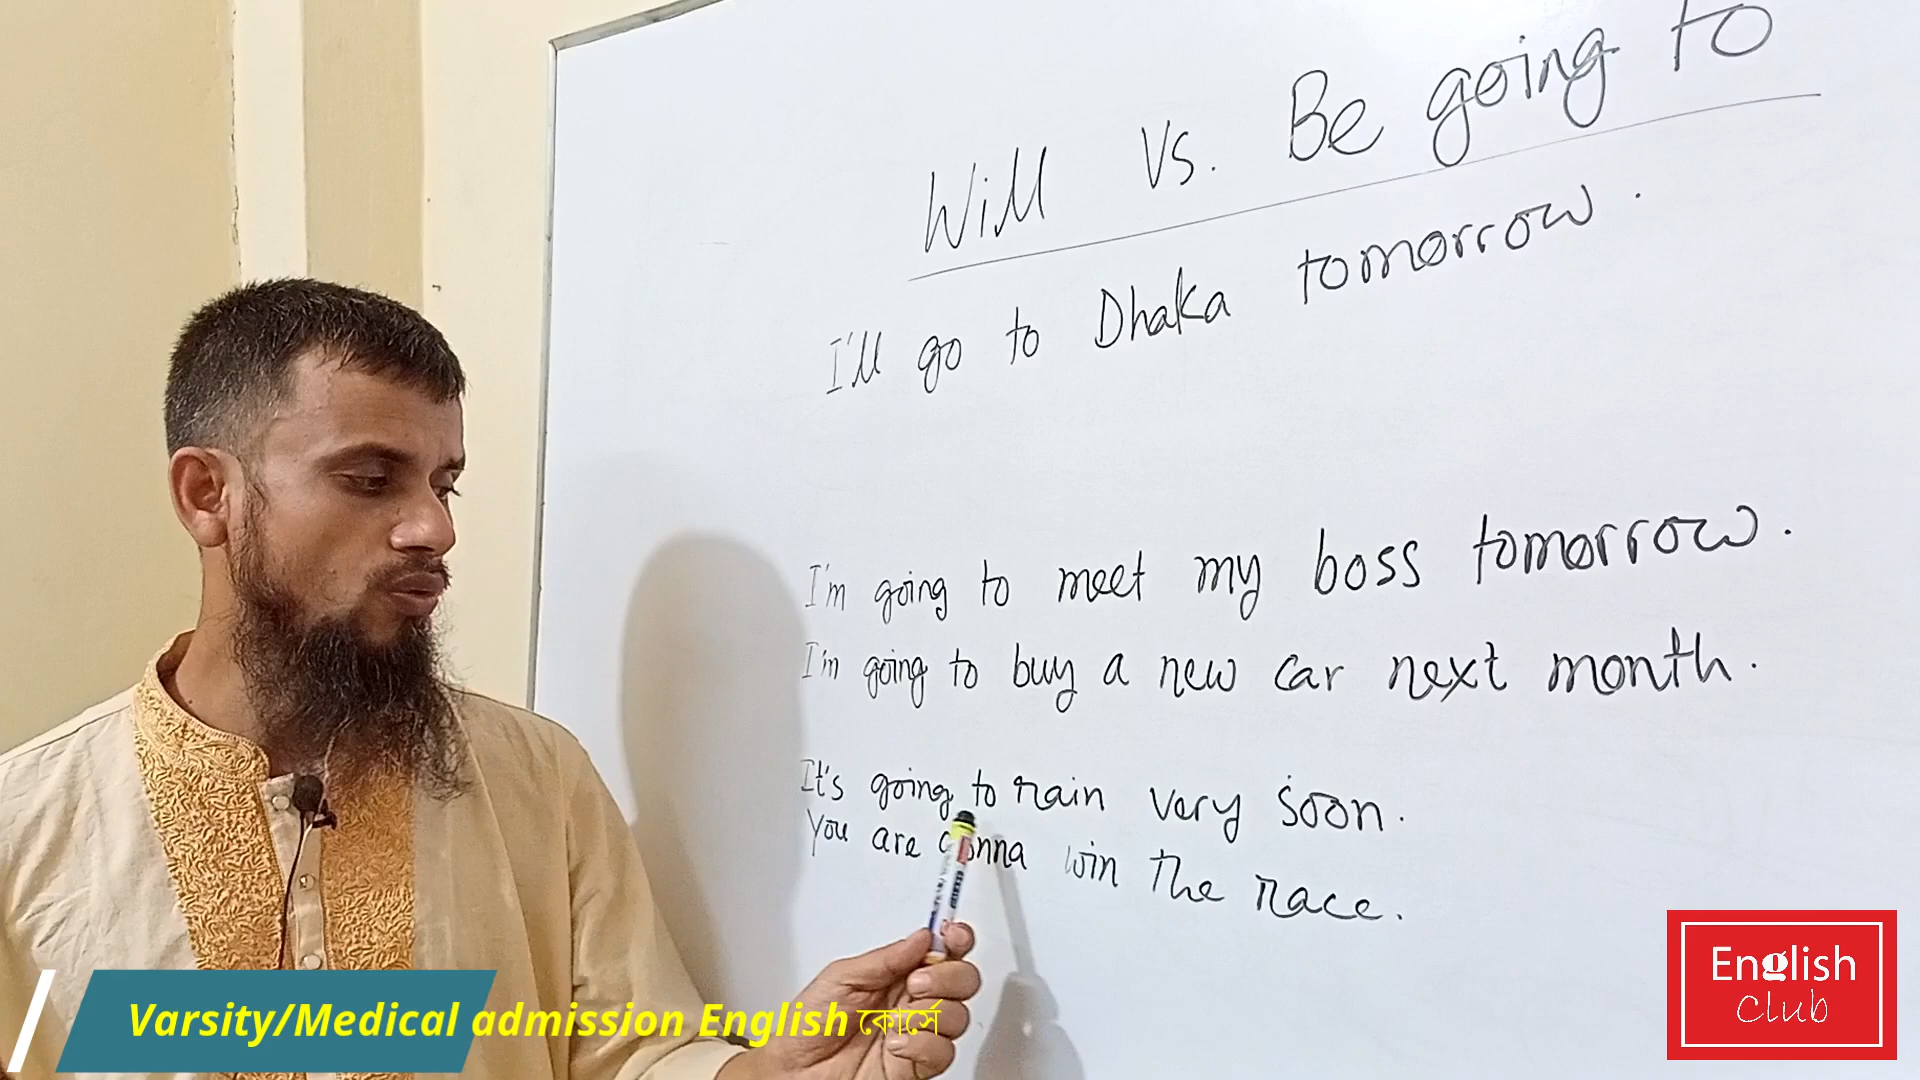 Will Vs. Be going to
I'll go to Dhaka tomorrow.
I'm going to meet my boss tomorrow.
I'm going to buy a new car next month.
It's going to rain very soon.
You are gonna win the race.
Varsity/Medical admission English কোর্সে
English
Club